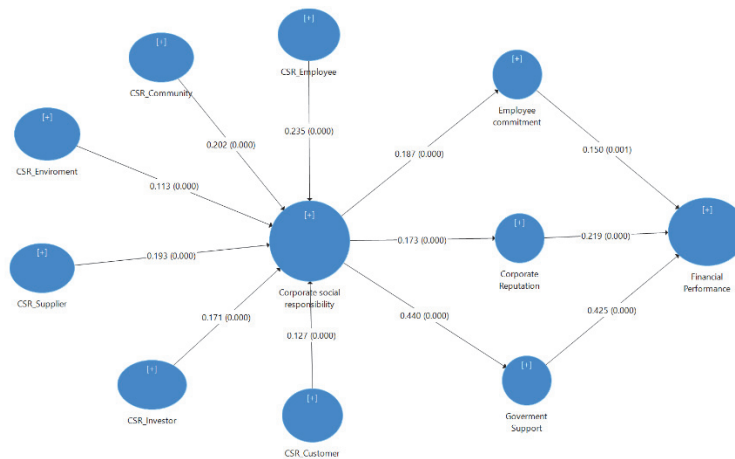 [+]
CSR_Employee
[+]
CSR_Community
[+]
Employee
commitment
[+]
CSR_Enviroment
0.235 (0.000)
0.202 (0.000)
0.187 (0.000)
0.150 (0.001)
0.113 (0.000)
[+]
Corporate social
responsibility
0.173 (0.000)
[+]
Corporate
Reputation
0.219 (0.000)
[+]
Financial
Performance
[+]
CSR_Supplier
0.193 (0.000)
0.171 (0.000)
0.127 (0.000)
0.440 (0.000)
0.425 (0.000)
[+]
CSR_Investor
[+]
CSR_Customer
[+]
Goverment
Support